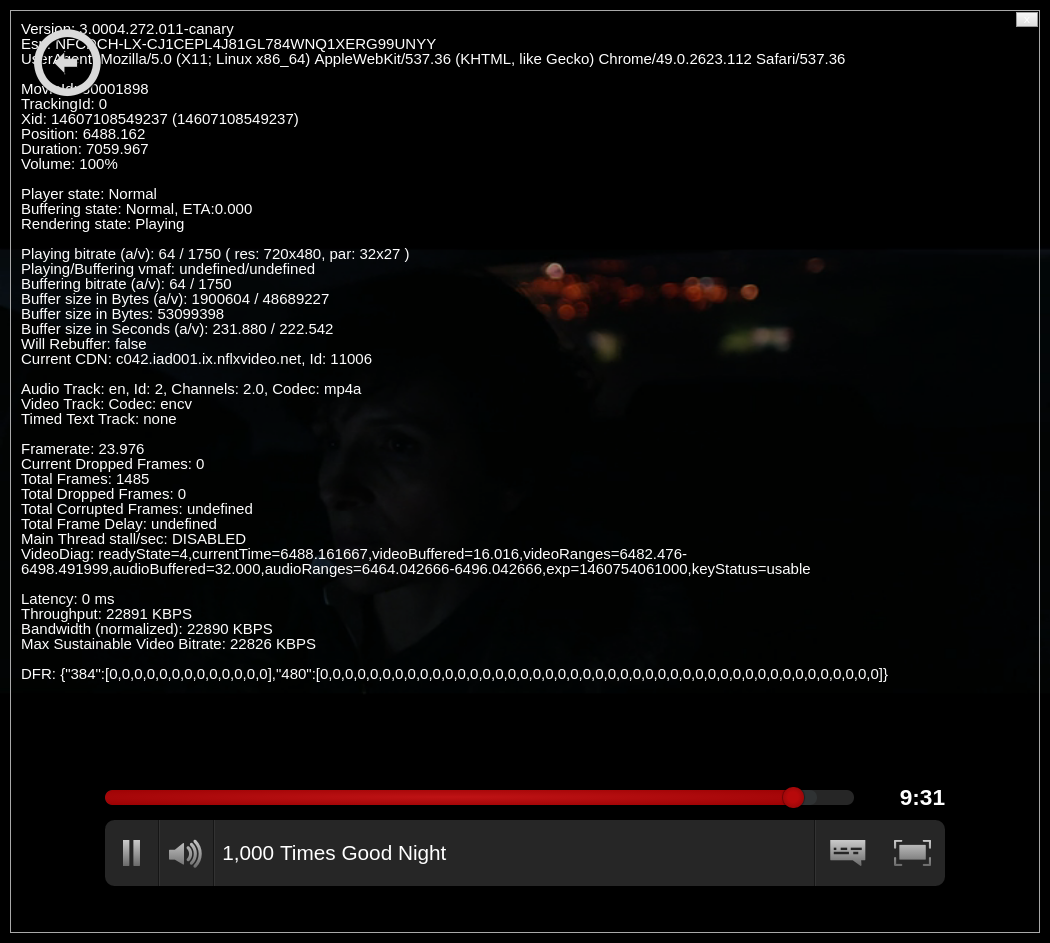 Version: 3.0004.272.011-canary
Esn: NFCDCH-LX-CJ1CEPL4J81GL784WNQ1XERG99UNYY
UserAgent: Mozilla/5.0 (X11; Linux x86_64) AppleWebKit/537.36 (KHTML, like Gecko) Chrome/49.0.2623.112 Safari/537.36
MovieId: 80001898
TrackingId: 0
Xid: 14607108549237 (14607108549237)
Position: 6488.162
Duration: 7059.967
Volume: 100%
Player state: Normal
Buffering state: Normal, ETA:0.000
Rendering state: Playing
Playing bitrate (a/v): 64 / 1750 ( res: 720x480, par: 32x27 )
Playing/Buffering vmaf: undefined/undefined
Buffering bitrate (a/v): 64 / 1750
Buffer size in Bytes (a/v): 1900604 / 48689227
Buffer size in Bytes: 53099398
Buffer size in Seconds (a/v): 231.880 / 222.542
Will Rebuffer: false
Current CDN: c042.iad001.ix.nflxvideo.net, Id: 11006
Audio Track: en, Id: 2, Channels: 2.0, Codec: mp4a
Video Track: Codec: encv
Timed Text Track: none
Framerate: 23.976
Current Dropped Frames: 0
Total Frames: 1485
Total Dropped Frames: 0
Total Corrupted Frames: undefined
Total Frame Delay: undefined
Main Thread stall/sec: DISABLED
VideoDiag: readyState=4,currentTime=6488.161667,videoBuffered=16.016,videoRanges=6482.476-
6498.491999,audioBuffered=32.000,audioRanges=6464.042666-6496.042666,exp=1460754061000,keyStatus=usable
Latency: 0 ms
Throughput: 22891 KBPS
Bandwidth (normalized): 22890 KBPS
Max Sustainable Video Bitrate: 22826 KBPS
DFR: {"384":[0,0,0,0,0,0,0,0,0,0,0,0,0],"480":[0,0,0,0,0,0,0,0,0,0,0,0,0,0,0,0,0,0,0,0,0,0,0,0,0,0,0,0,0,0,0,0,0,0,0,0,0,0,0,0,0,0,0,0,0]}
9:31
1,000 Times Good Night